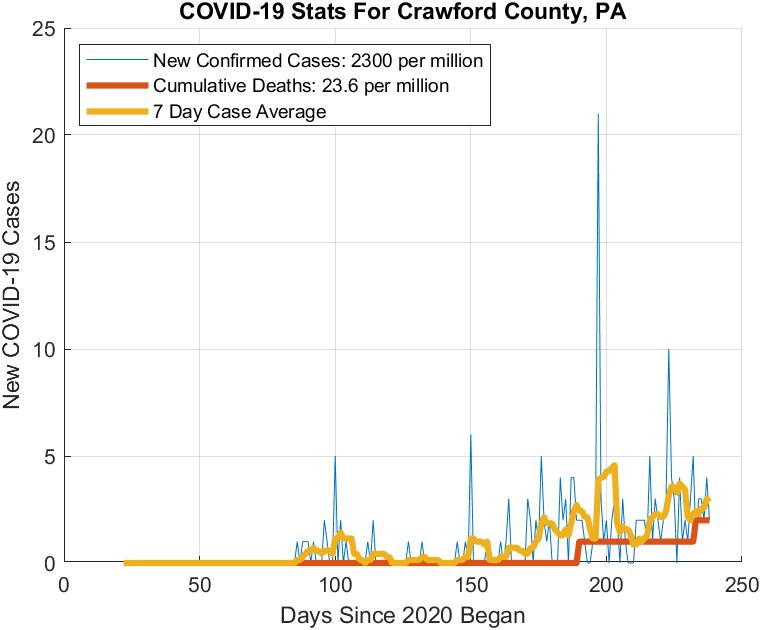 COVID-19 Stats For Crawford County, PA
25
New Confirmed Cases: 2300 per million
Cumulative Deaths: 23.6 per million
7 Day Case Average
20
15
10
5
0
New COVID-19 Cases
0 50 100 150 200 250
Days Since 2020 Began